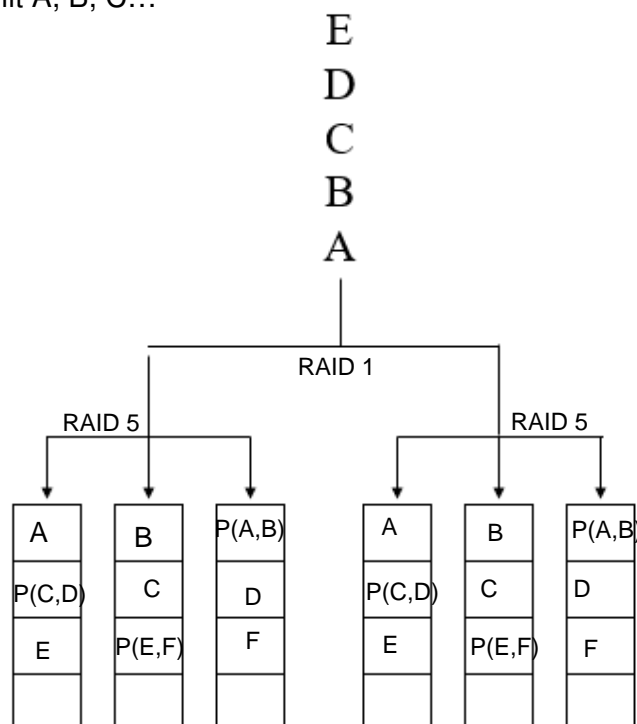 A, B, C…
E
D
C
B
A
RAID 1
RAID 5 RAID 5
A B P(A,B) A B P(A,B)
P(C,D) C D P(C,D) C D
E P(E,F) F E P(E,F) F